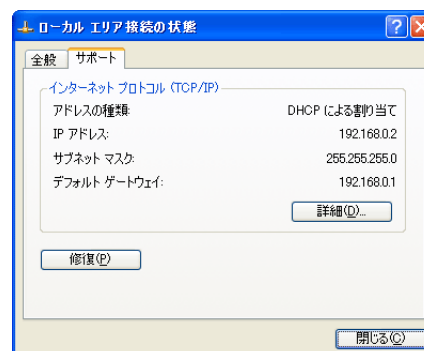 ローカル エリア接続の状態
全般 サポート
インターネット プロトコル (TCP/IP)
アドレスの種類: DHCP による割り当て
IP アドレス: 192.168.0.2
サブネット マスク: 255.255.255.0
デフォルト ゲートウェイ: 192.168.0.1
詳細(D)...
修復(P)
閉じる(C)